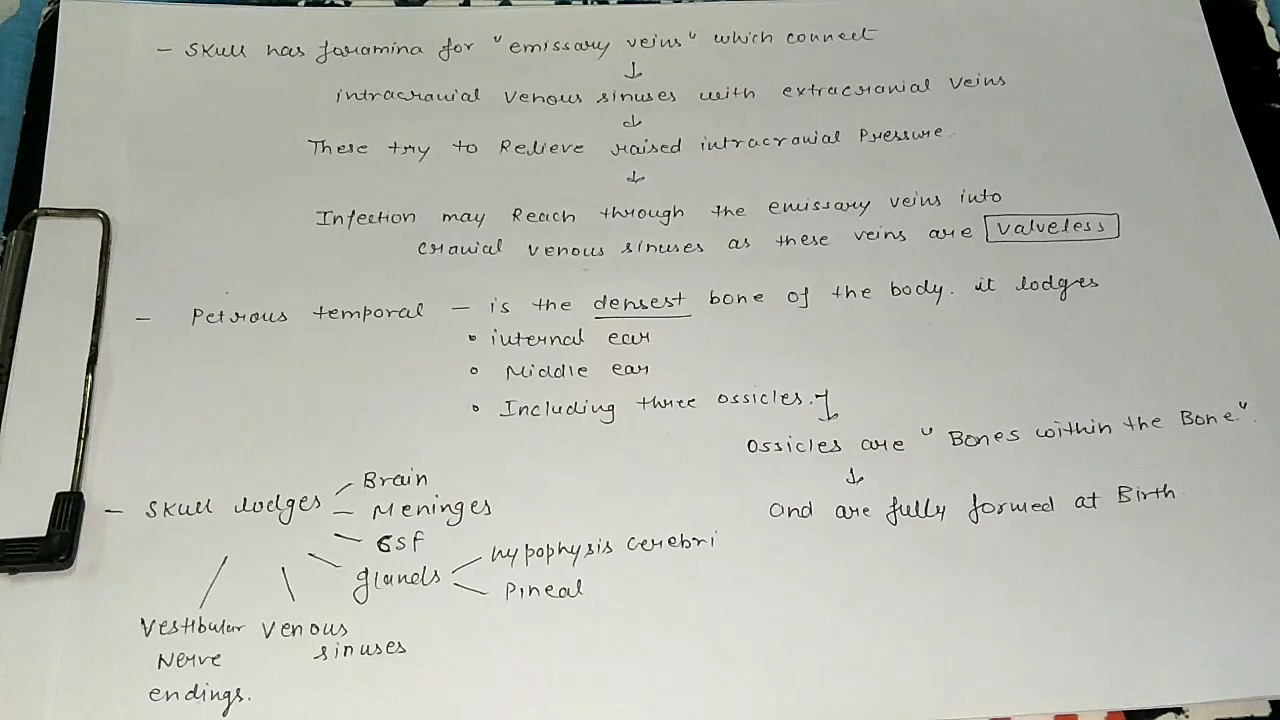 - Skull has foramina for "emissary veins" which connect
↓
intracranial venous sinuses with extracranial veins
↓
These try to Relieve raised intracranial Pressure.
↓
Infection may Reach through the emissary veins into
cranial venous sinuses as these veins are valveless
- Petrous temporal - is the densest bone of the body. it lodges
• internal ear
• Middle ear
• Including three ossicles.
↓
Ossicles are "Bones within the Bone".
↓
and are fully formed at Birth.
- Skull lodges
Brain
Meninges
CSF
glands
hypophysis cerebri
Pineal
Venous
sinuses
Vestibular
Nerve
endings.